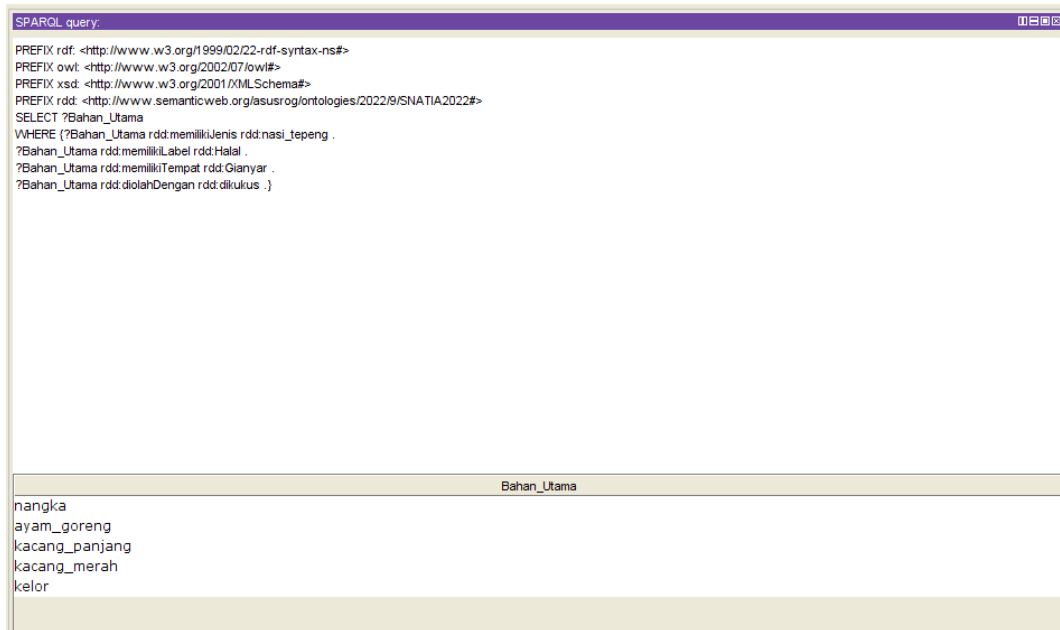 SPARQL query:
PREFIX rdf: <http://www.w3.org/1999/02/22-rdf-syntax-ns#>
PREFIX owl: <http://www.w3.org/2002/07/owl#>
PREFIX xsd: <http://www.w3.org/2001/XMLSchema#>
PREFIX rdd: <http://www.semanticweb.org/asusrog/ontologies/2022/9/SNATIA2022#>
SELECT ?Bahan_Utama
WHERE {?Bahan_Utama rdd:memilikiJenis rdd:nasi_tepeng .
?Bahan_Utama rdd:memilikiLabel rdd:Halal .
?Bahan_Utama rdd:memilikiTempat rdd:Gianyar .
?Bahan_Utama rdd:diolahDengan rdd:dikukus .}
Bahan_Utama
nangka
ayam_goreng
kacang_panjang
kacang_merah
kelor